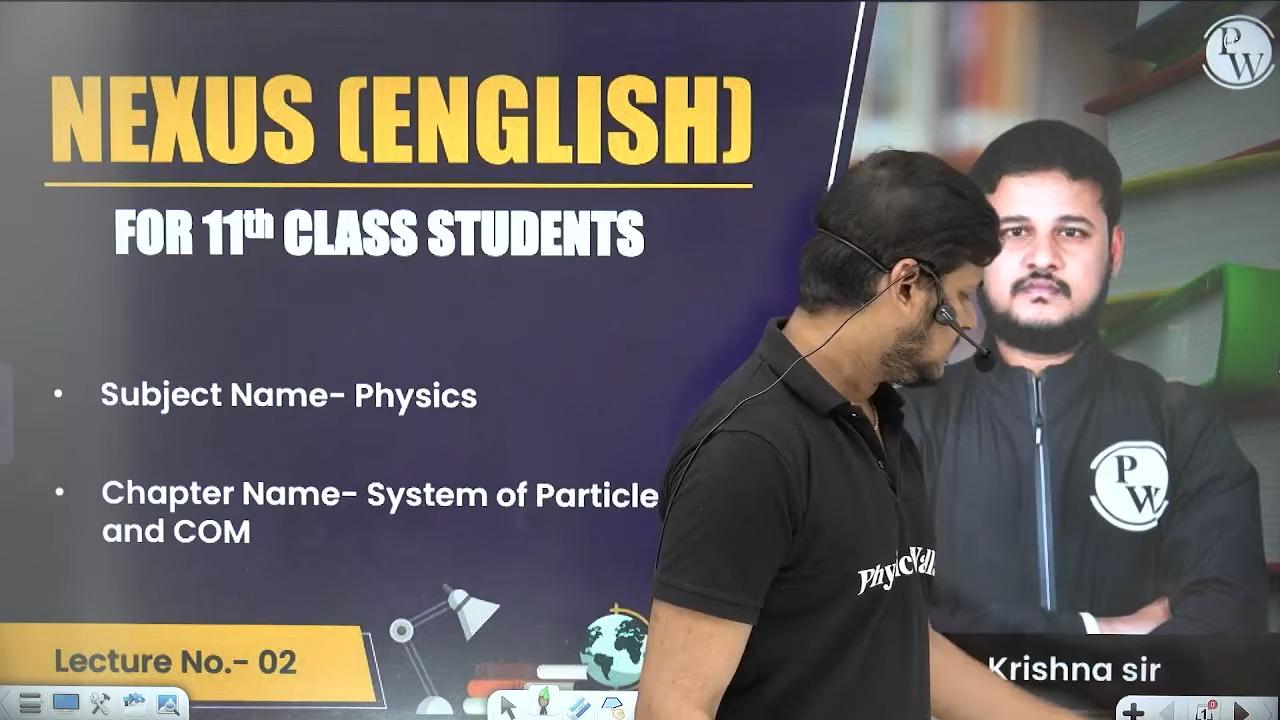 NEXUS (ENGLISH)
FOR 11th CLASS STUDENTS
• Subject Name- Physics
• Chapter Name- System of Particle
and COM
Lecture No.- 02
Krishna sir
PW
PW
1